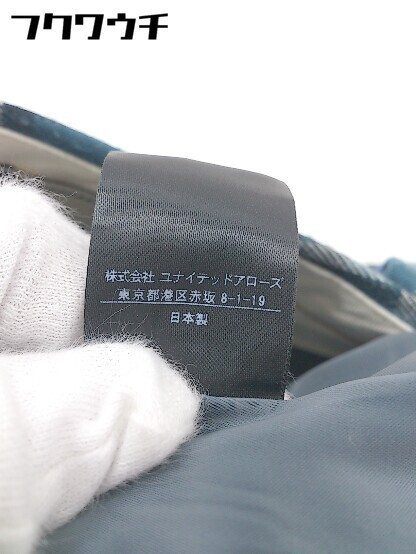 フクワウチ
株式会社 ユナイテッドアローズ
東京都港区赤坂 8-1-19
日本製